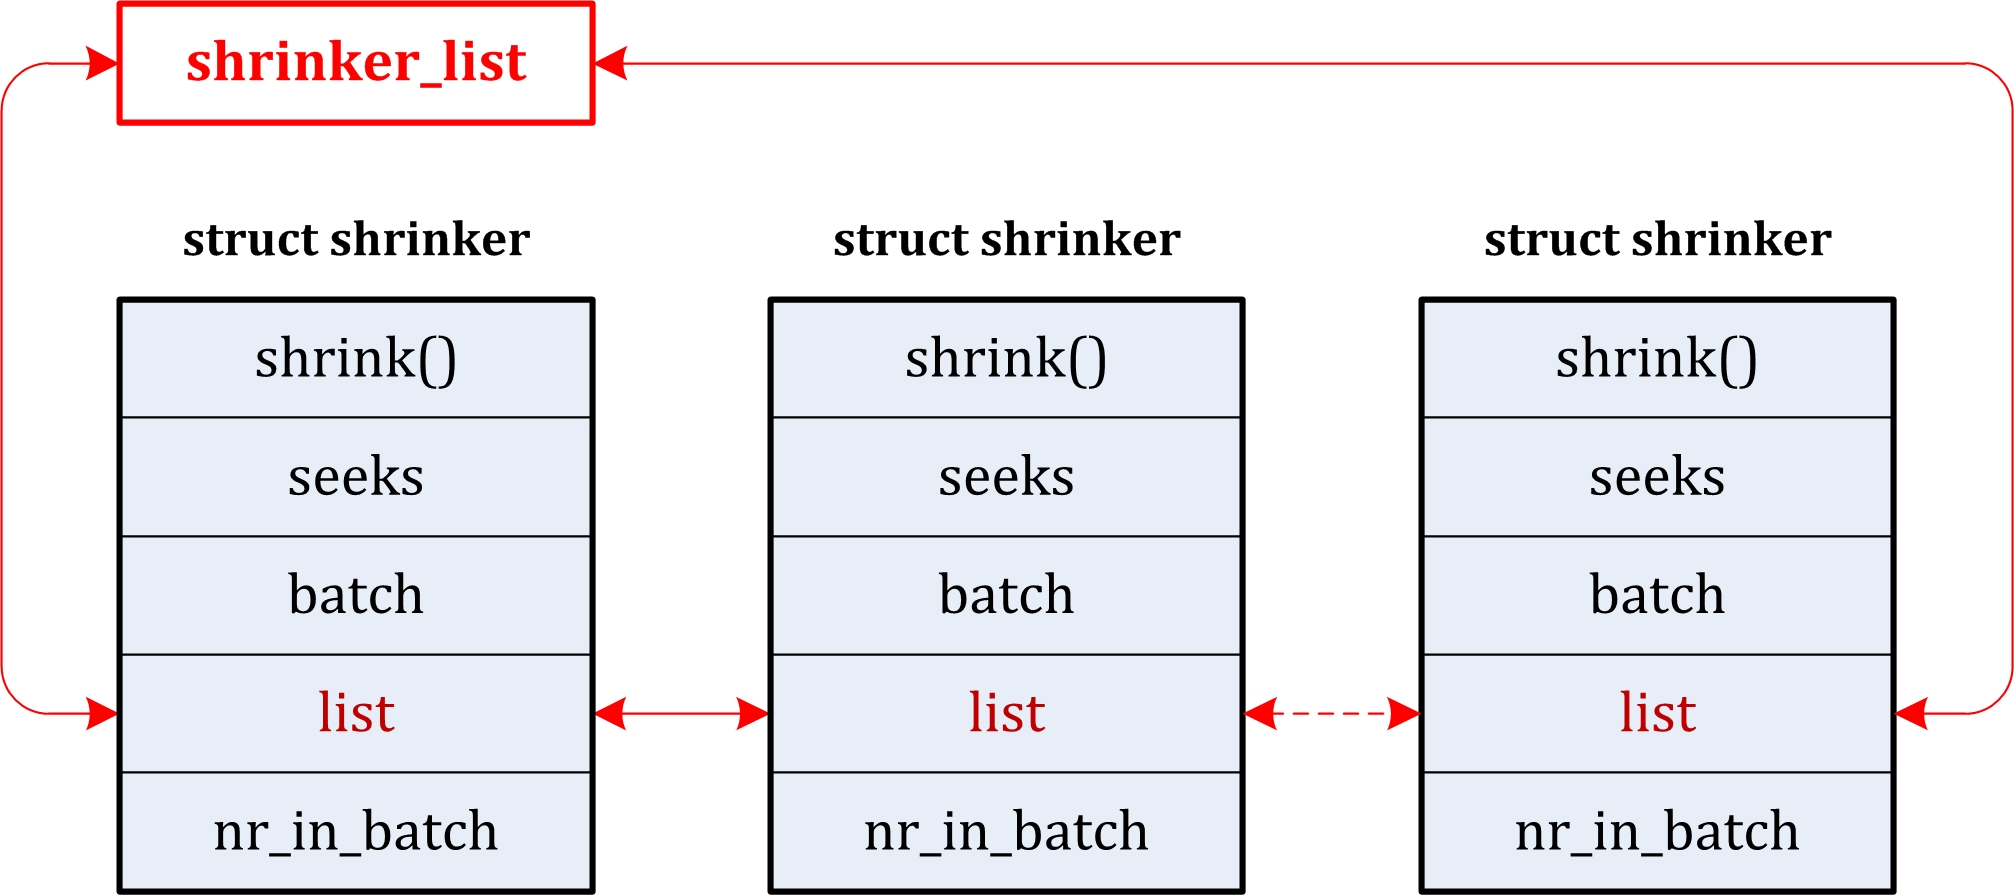 shrinker_list
struct shrinker
struct shrinker
struct shrinker
shrink()
shrink()
shrink()
seeks
seeks
seeks
batch
batch
batch
list
list
list
nr_in_batch
nr_in_batch
nr_in_batch